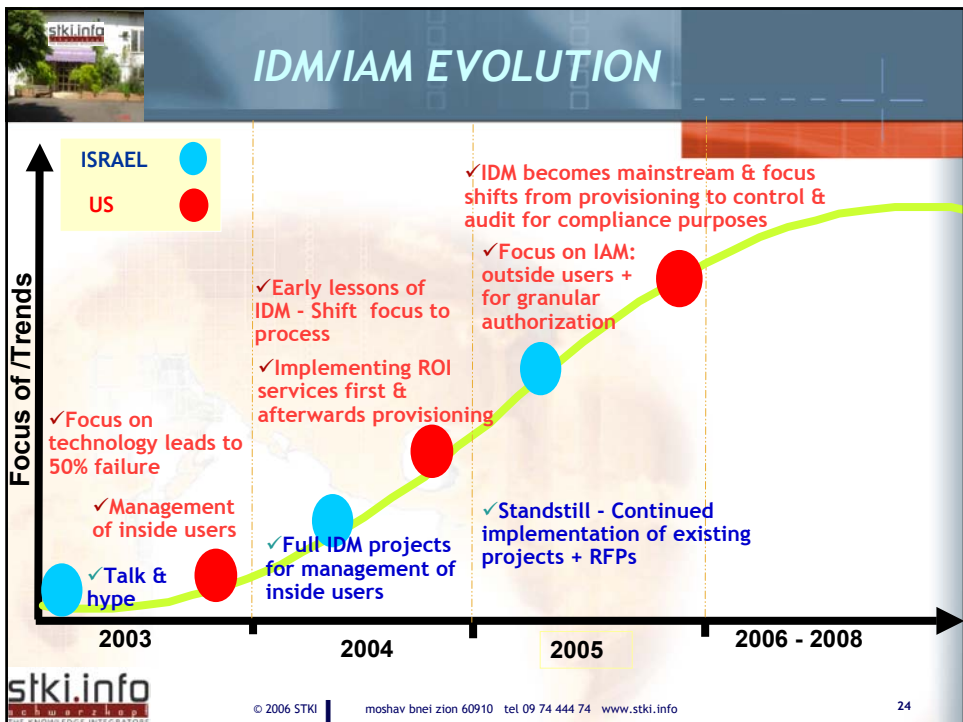 stki.info
IDM/IAM EVOLUTION
ISRAEL
US
Focus of /Trends
✓Focus on
technology leads to
50% failure
✓Management
of inside users
✓Talk &
hype
✓Early lessons of
IDM - Shift focus to
process
✓Implementing ROI
services first &
afterwards provisioning
✓Full IDM projects
for management of
inside users
✓IDM becomes mainstream & focus
shifts from provisioning to control &
audit for compliance purposes
✓Focus on IAM:
outside users +
for granular
authorization
✓Standstill - Continued
implementation of existing
projects + RFPs
2003
2004
2005
2006 - 2008
stki.info
schwarzkopf
THE KNOWLEDGE INTEGRATORS
© 2006 STKI moshav bnei zion 60910 tel 09 74 444 74 www.stki.info
24